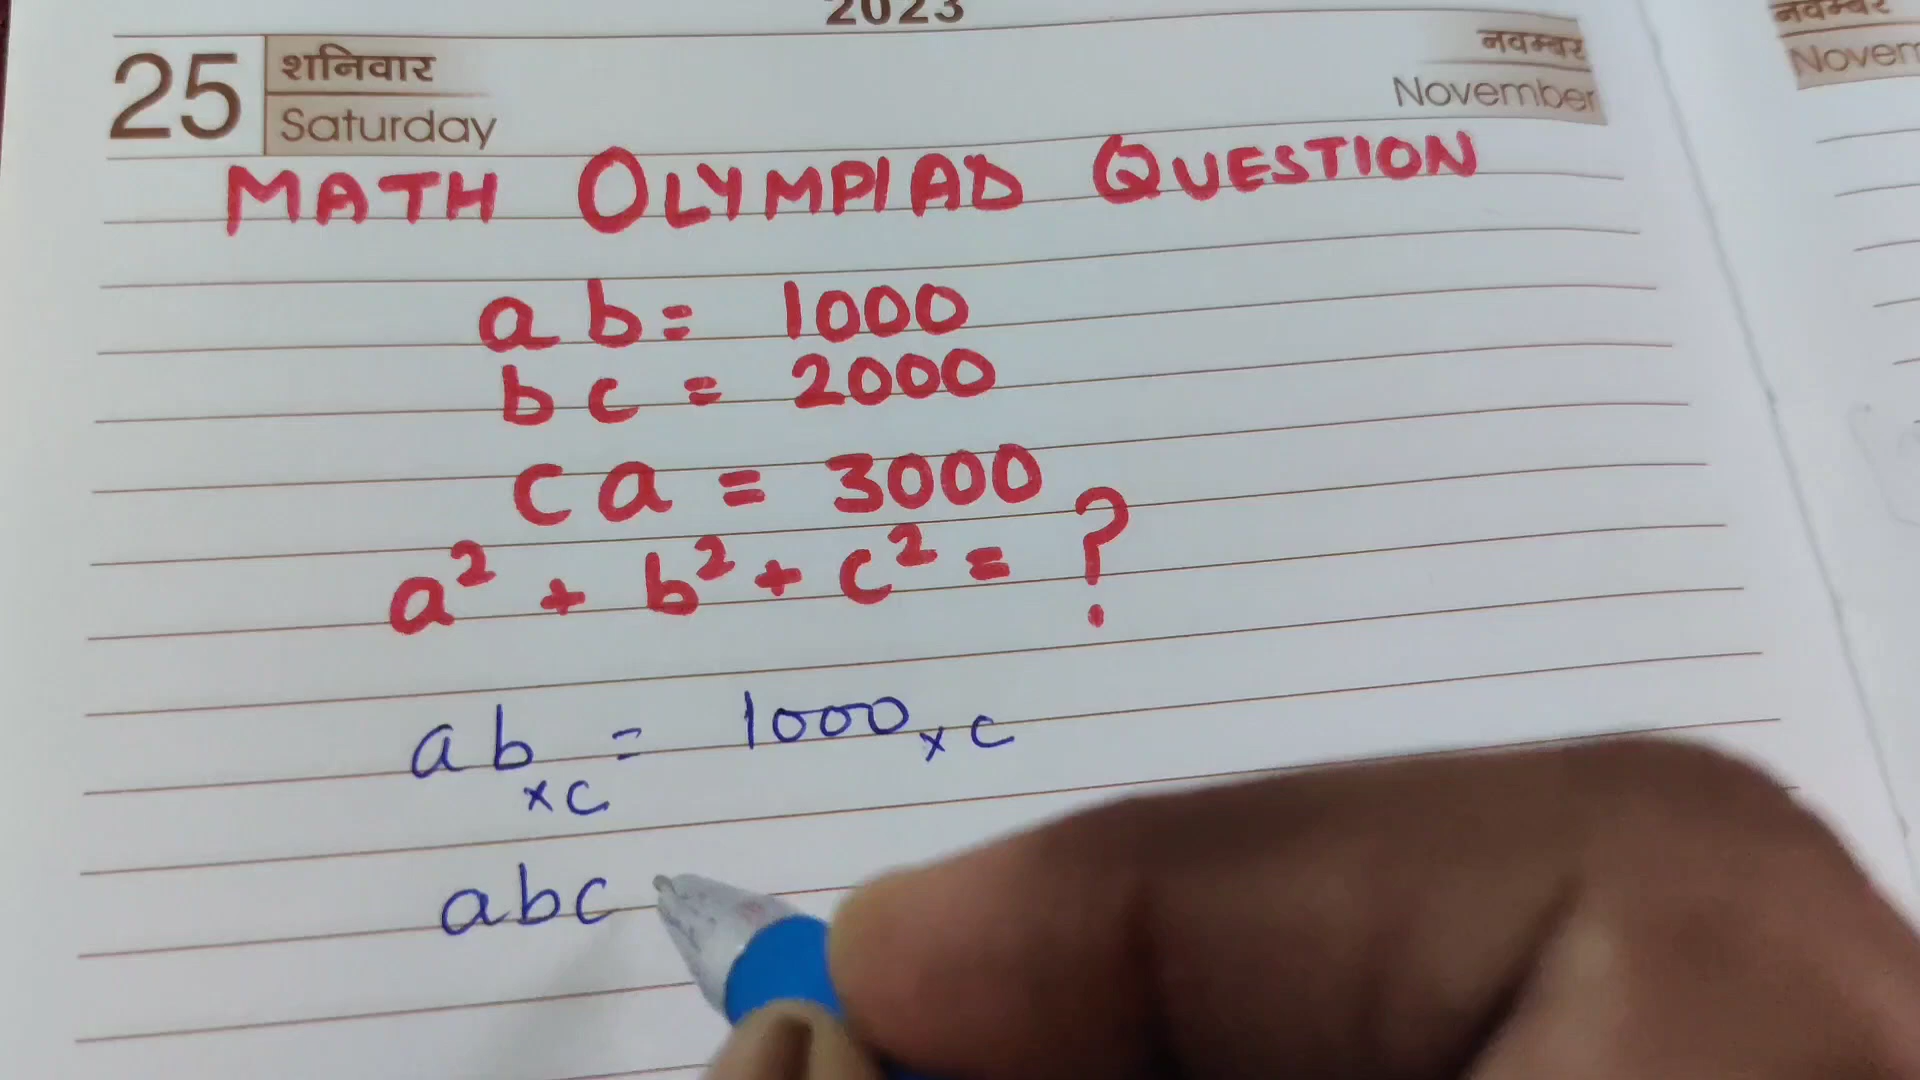 2023
25 शनिवार
Saturday
नवम्बर
November
नवम्बर
MATH OLYMPIAD QUESTION
ab = 1000
bc = 2000
ca = 3000
a² + b² + c² = ?
ab = 1000 × c
× c
abc